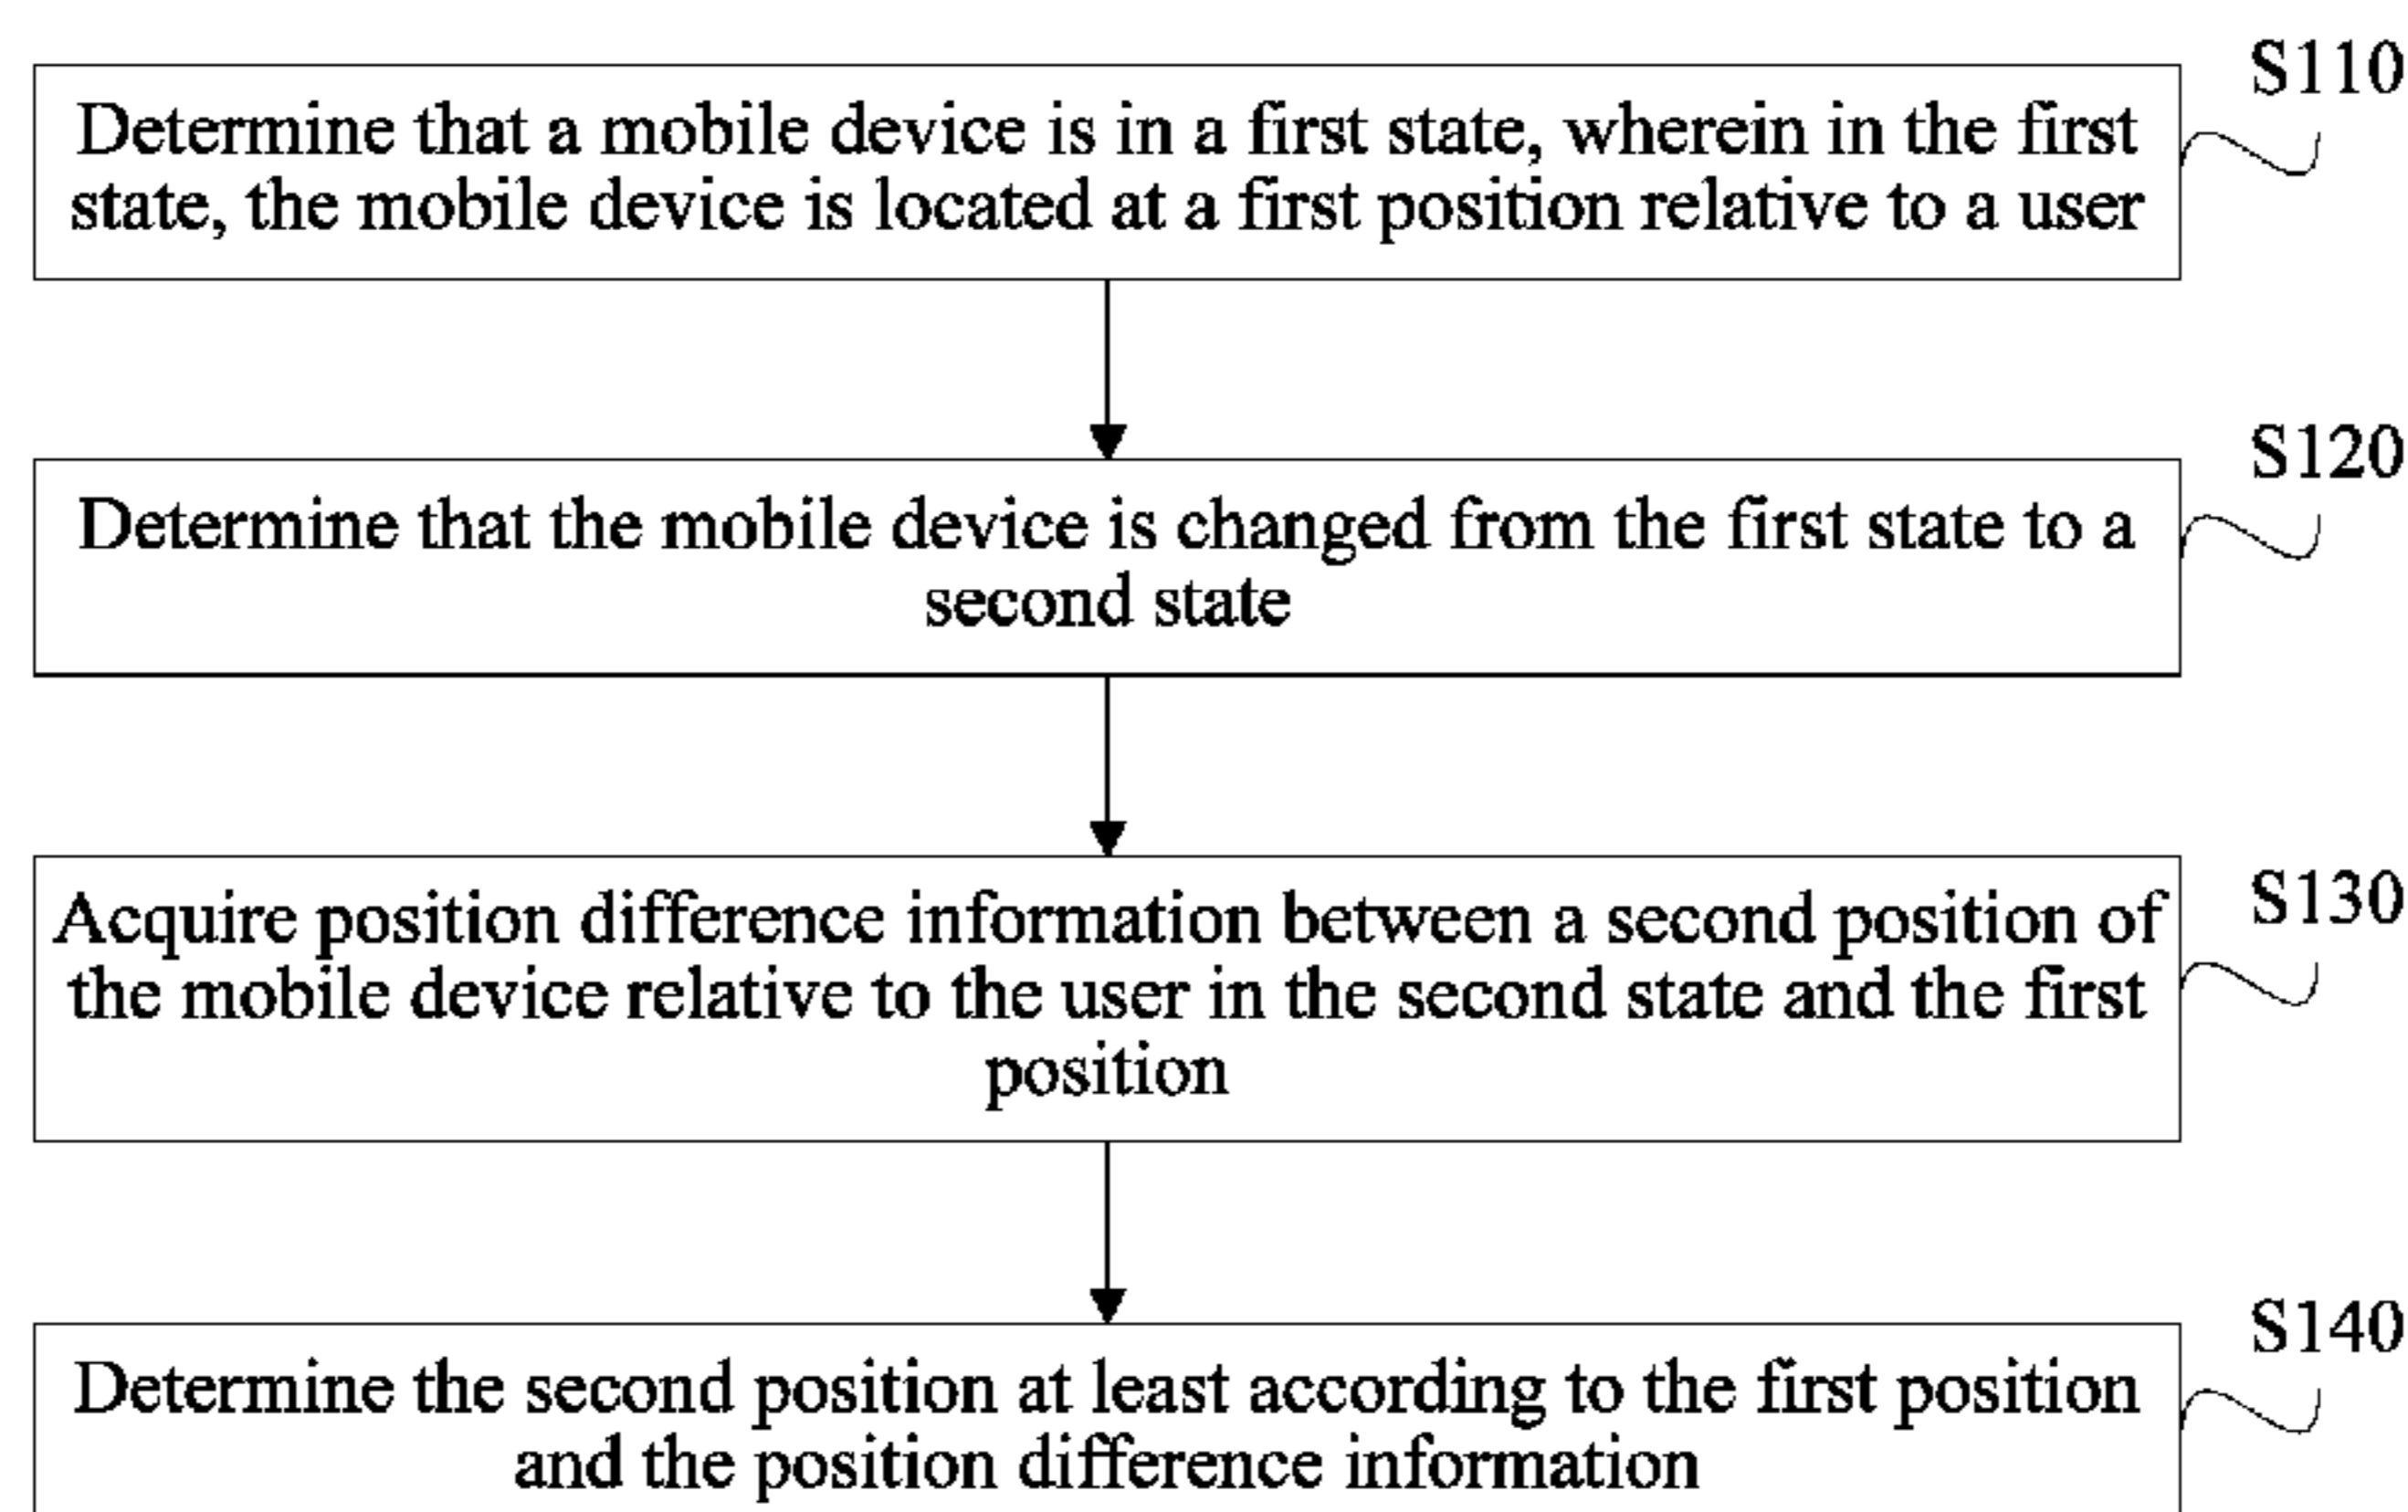 S110
Determine that a mobile device is in a first state, wherein in the first
state, the mobile device is located at a first position relative to a user
S120
Determine that the mobile device is changed from the first state to a
second state
S130
Acquire position difference information between a second position of
the mobile device relative to the user in the second state and the first
position
S140
Determine the second position at least according to the first position
and the position difference information